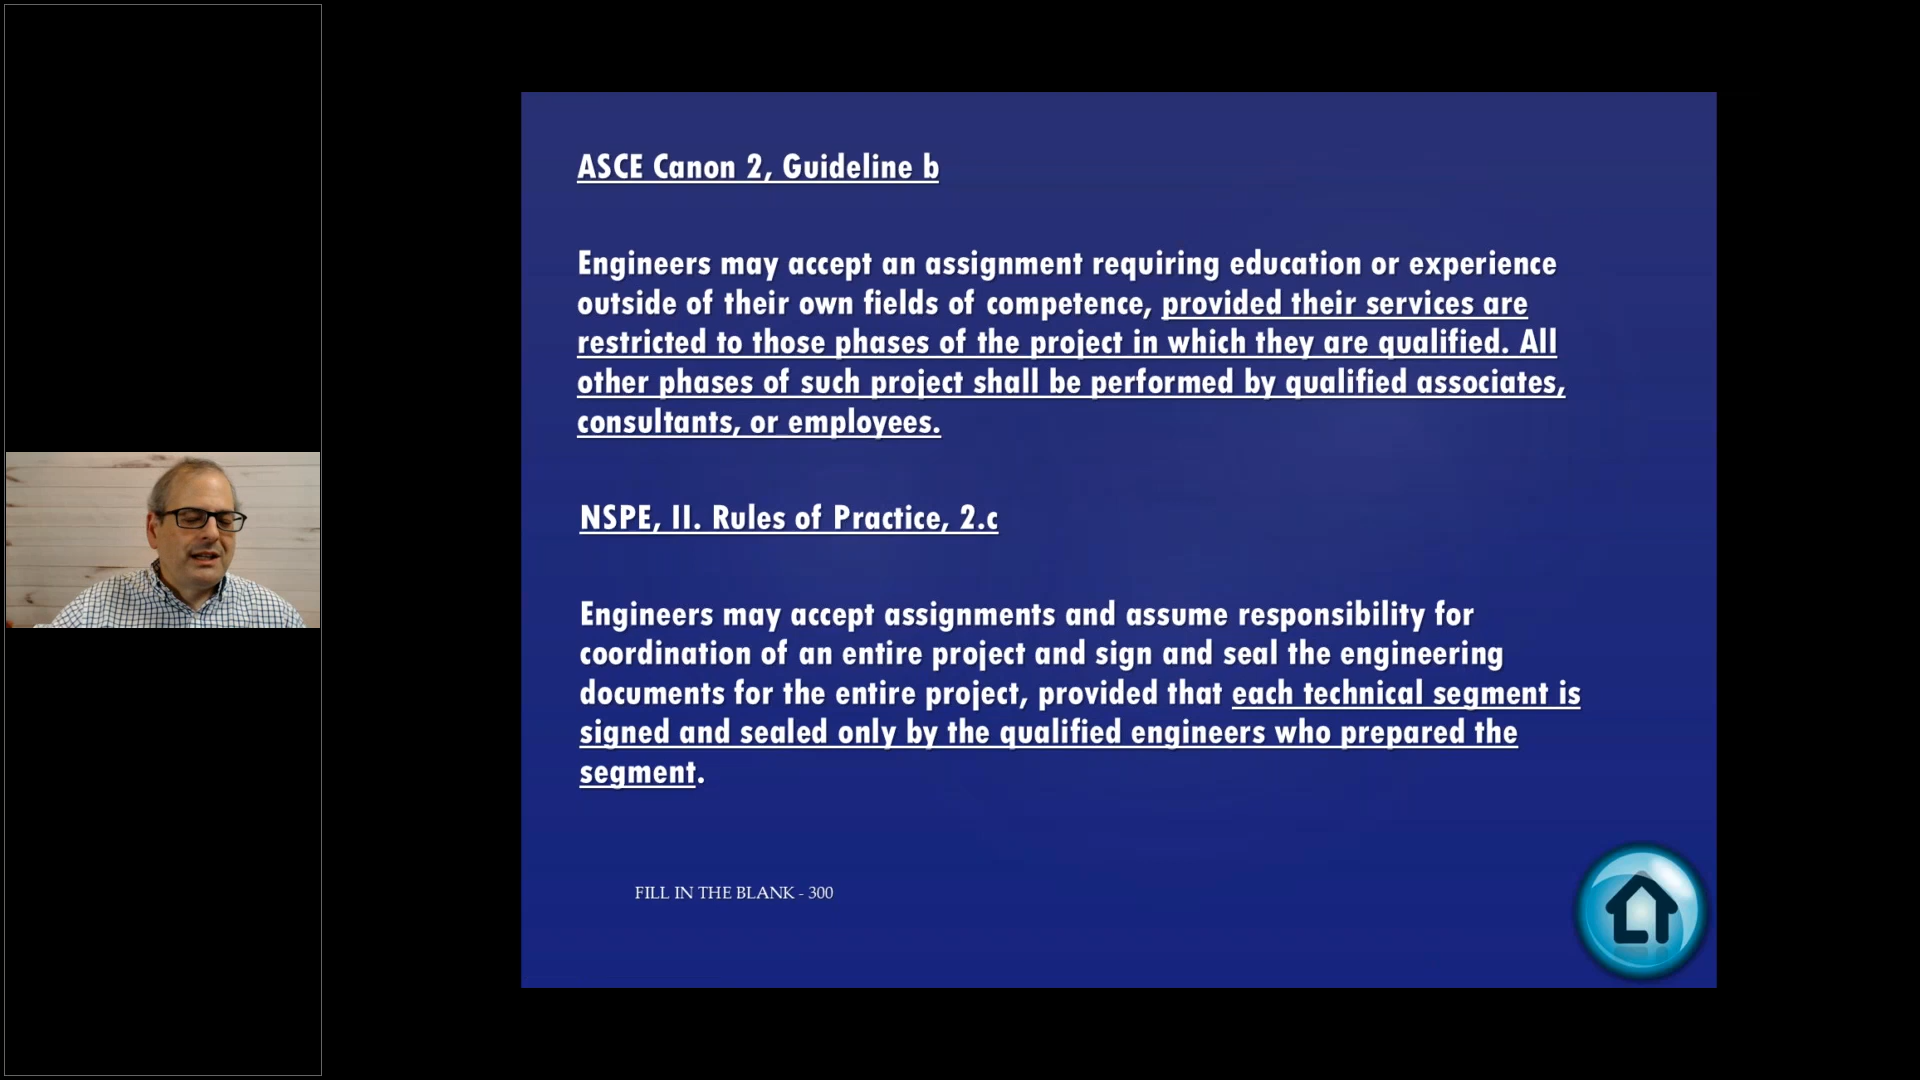 ASCE Canon 2, Guideline b
Engineers may accept an assignment requiring education or experience
outside of their own fields of competence, provided their services are
restricted to those phases of the project in which they are qualified. All
other phases of such project shall be performed by qualified associates,
consultants, or employees.
NSPE, II. Rules of Practice, 2.c
Engineers may accept assignments and assume responsibility for
coordination of an entire project and sign and seal the engineering
documents for the entire project, provided that each technical segment is
signed and sealed only by the qualified engineers who prepared the
segment.
FILL IN THE BLANK - 300